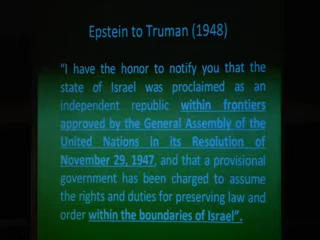 Epstein to Truman (1948)
“I have the honor to notify you that the
state of Israel was proclaimed as an
independent republic within frontiers
approved by the General Assembly of the
United Nations in its Resolution of
November 29, 1947, and that a provisional
government has been charged to assume
the rights and duties for preserving law and
order within the boundaries of Israel”.